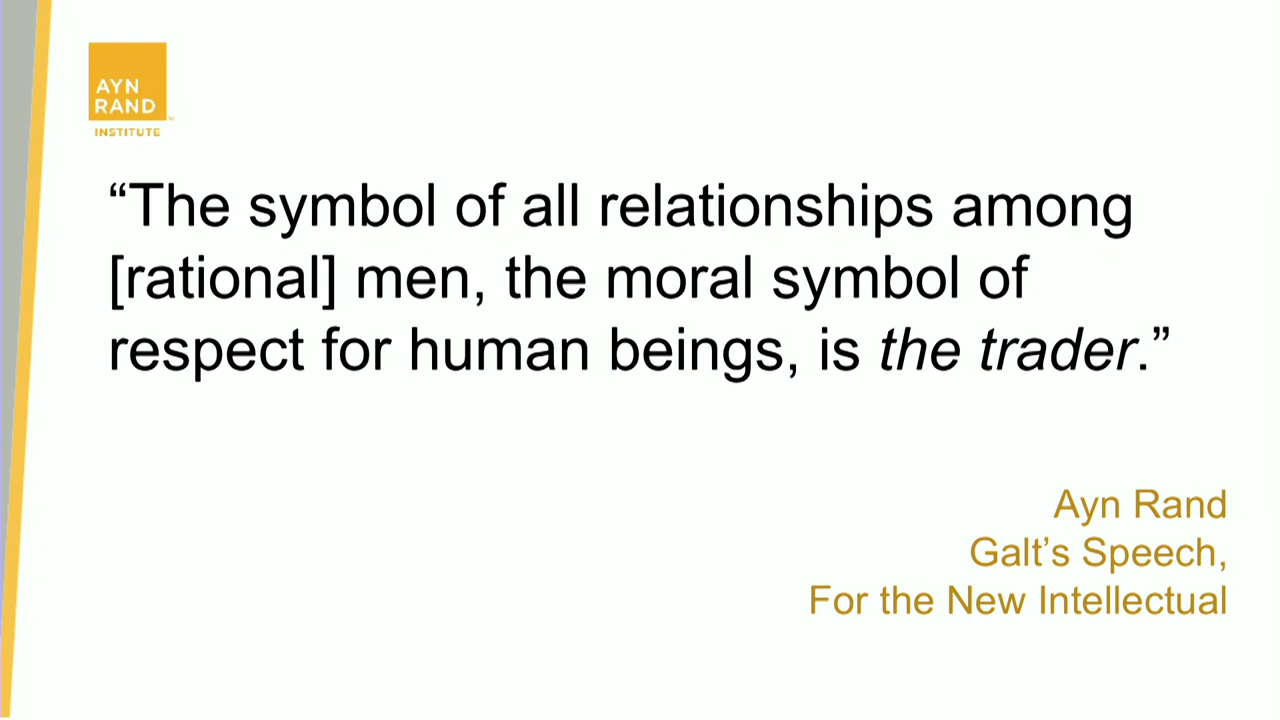 AYN
RAND
INSTITUTE
“The symbol of all relationships among
[rational] men, the moral symbol of
respect for human beings, is the trader.”
Ayn Rand
Galt’s Speech,
For the New Intellectual